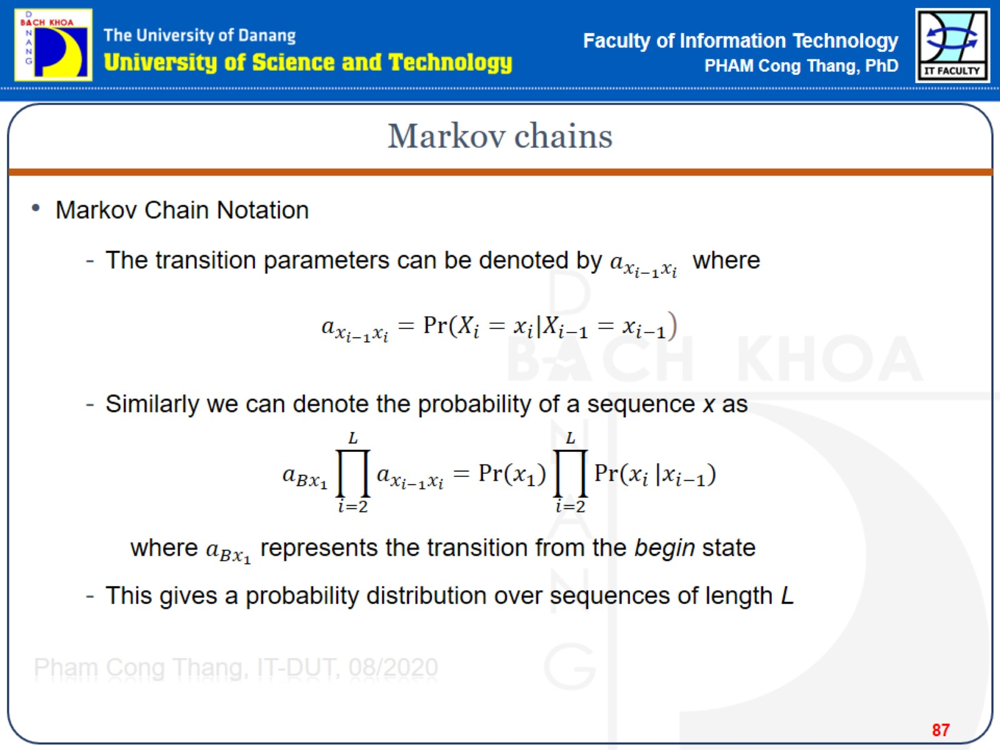 D
BACH KHOA
N
A
N
G
The University of Danang
University of Science and Technology
Faculty of Information Technology
PHAM Cong Thang, PhD
IT FACULTY
Markov chains
• Markov Chain Notation
- The transition parameters can be denoted by a_{x_{i−1}x_i} where
a_{x_{i−1}x_i} = Pr(X_i = x_i|X_{i−1} = x_{i−1})
- Similarly we can denote the probability of a sequence x as
a_{Bx_1} ∏_{i=2}^{L} a_{x_{i−1}x_i} = Pr(x_1) ∏_{i=2}^{L} Pr(x_i |x_{i−1})
where a_{Bx_1} represents the transition from the begin state
- This gives a probability distribution over sequences of length L
D
BACH KHOA
N
A
N
G
Pham Cong Thang, IT-DUT, 08/2020
87